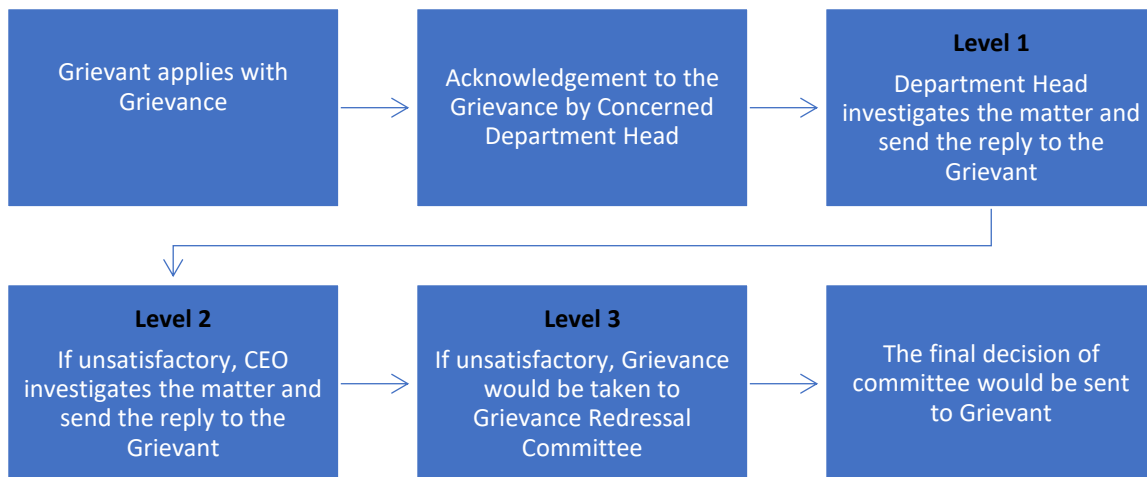 Grievant applies with
Grievance
Acknowledgement to the
Grievance by Concerned
Department Head
Level 1
Department Head
investigates the matter and
send the reply to the
Grievant
Level 2
If unsatisfactory, CEO
investigates the matter and
send the reply to the
Grievant
Level 3
If unsatisfactory, Grievance
would be taken to
Grievance Redressal
Committee
The final decision of
committee would be sent
to Grievant